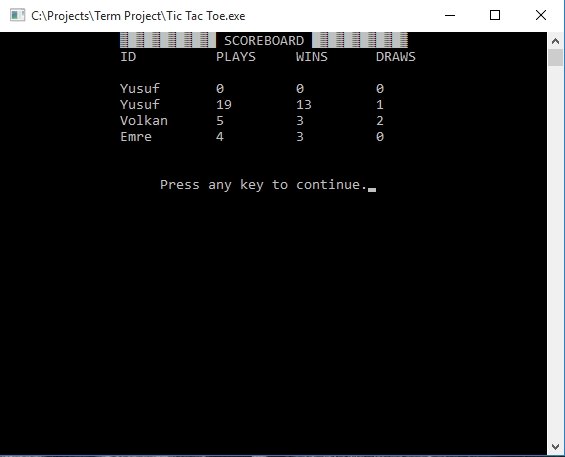 C:\Projects\Term Project\Tic Tac Toe.exe
SCOREBOARD
ID PLAYS WINS DRAWS
Yusuf 0 0 0
Yusuf 19 13 1
Volkan 5 3 2
Emre 4 3 0
Press any key to continue.